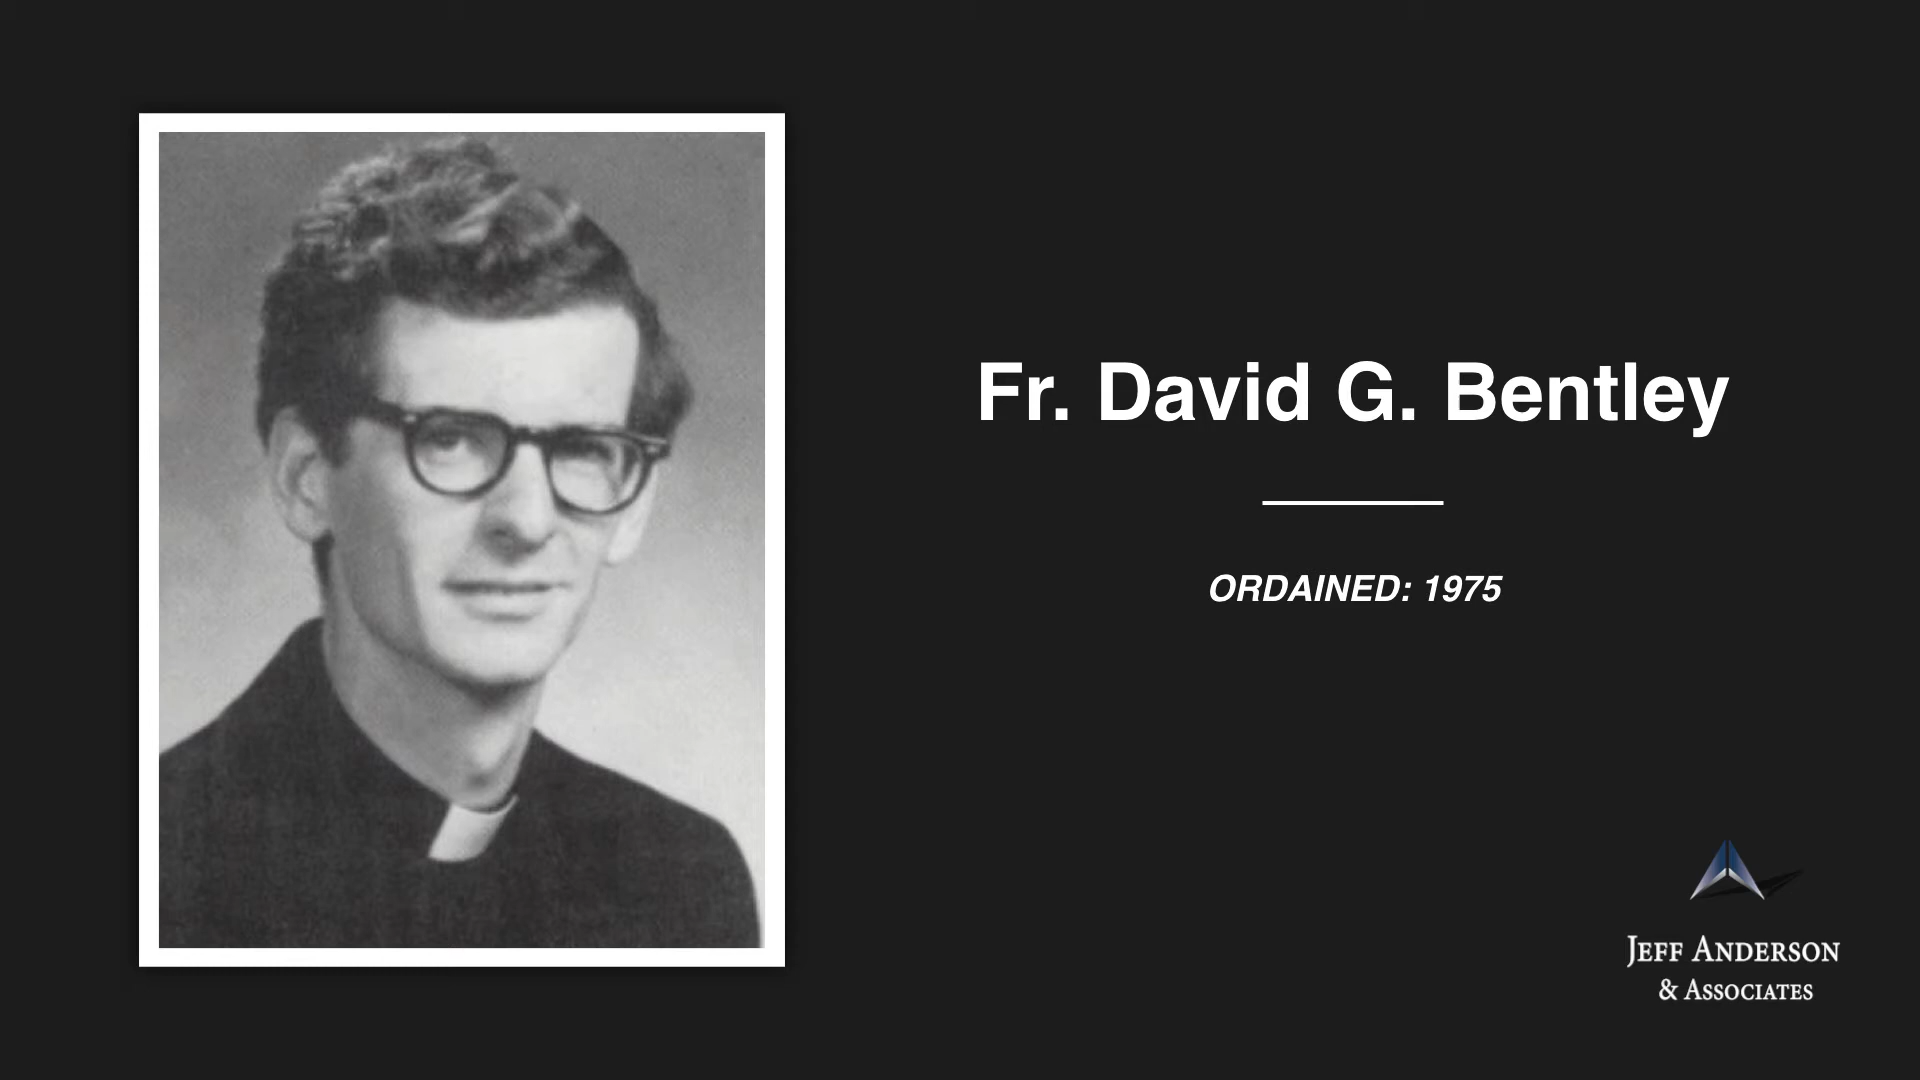 Fr. David G. Bentley
ORDAINED: 1975
JEFF ANDERSON
& ASSOCIATES